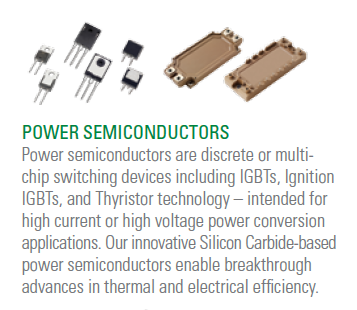 POWER SEMICONDUCTORS
Power semiconductors are discrete or multi-
chip switching devices including IGBTs, Ignition
IGBTs, and Thyristor technology – intended for
high current or high voltage power conversion
applications. Our innovative Silicon Carbide-based
power semiconductors enable breakthrough
advances in thermal and electrical efficiency.